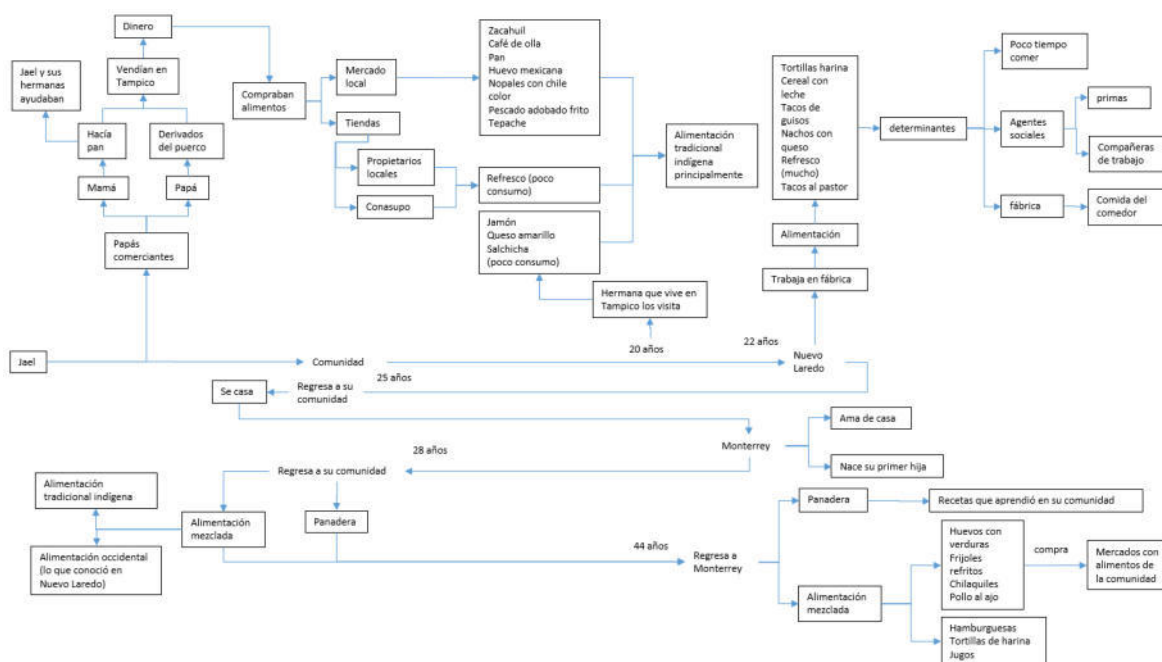 Dinero
Jael y sus
hermanas
ayudaban
Vendían en
Tampico
Hacía
pan
Derivados
del puerco
Mamá
Papá
Papás
comerciantes
Jael
Compraban
alimentos
Mercado
local
Tiendas
Propietarios
locales
Conasupo
Zacahuil
Café de olla
Pan
Huevo mexicana
Nopales con chile
color
Pescado adobado frito
Tepache
Refresco (poco
consumo)
Jamón
Queso amarillo
Salchicha
(poco consumo)
Hermana que vive en
Tampico los visita
Alimentación
tradicional
indígena
principalmente
Tortillas harina
Cereal con
leche
Tacos de
guisos
Nachos con
queso
Refresco
(mucho)
Tacos al pastor
Alimentación
Trabaja en fábrica
determinantes
Poco tiempo
comer
Agentes
sociales
primas
Compañeras
de trabajo
fábrica
Comida del
comedor
Comunidad
20 años
22 años
Nuevo
Laredo
25 años
Regresa a su
comunidad
Se casa
Monterrey
Ama de casa
Nace su primer hija
28 años
Regresa a su comunidad
Alimentación
tradicional indígena
Alimentación
mezclada
Panadera
Alimentación occidental
(lo que conoció en
Nuevo Laredo)
44 años
Regresa a
Monterrey
Panadera
Recetas que aprendió en su comunidad
Alimentación
mezclada
Huevos con
verduras
Frijoles
refritos
Chilaquiles
Pollo al ajo
compra
Mercados con
alimentos de
la comunidad
Hamburguesas
Tortillas de harina
Jugos